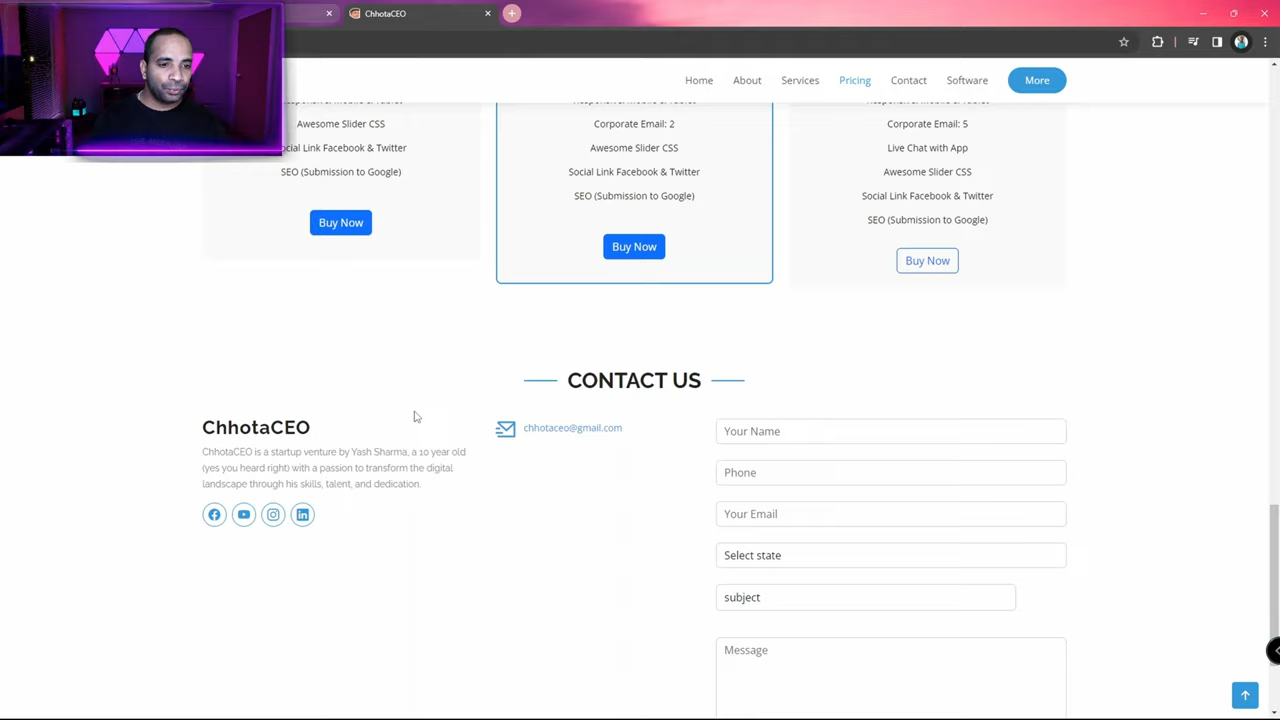 ChhotaCEO
Home About Services Pricing Contact Software More
Awesome Slider CSS
Social Link Facebook & Twitter
SEO (Submission to Google)
Buy Now
Corporate Email: 2
Awesome Slider CSS
Social Link Facebook & Twitter
SEO (Submission to Google)
Buy Now
Corporate Email: 5
Live Chat with App
Awesome Slider CSS
Social Link Facebook & Twitter
SEO (Submission to Google)
Buy Now
CONTACT US
ChhotaCEO
ChhotaCEO is a startup venture by Yash Sharma, a 10 year old
(yes you heard right) with a passion to transform the digital
landscape through his skills, talent, and dedication.
chhotaceo@gmail.com
Your Name
Phone
Your Email
Select state
subject
Message